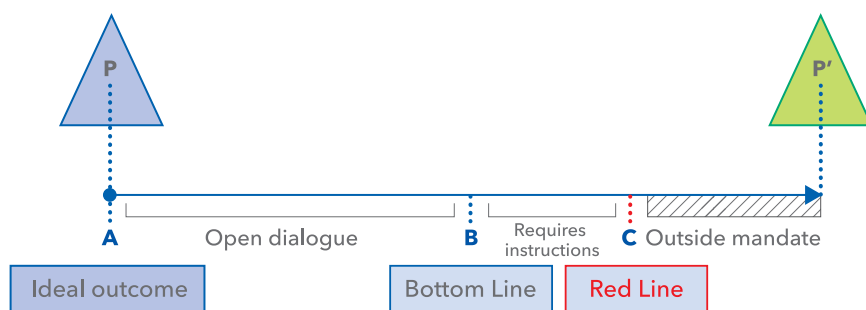 P
P′
A
Open dialogue
B
Requires
instructions
C
Outside mandate
Ideal outcome
Bottom Line
Red Line